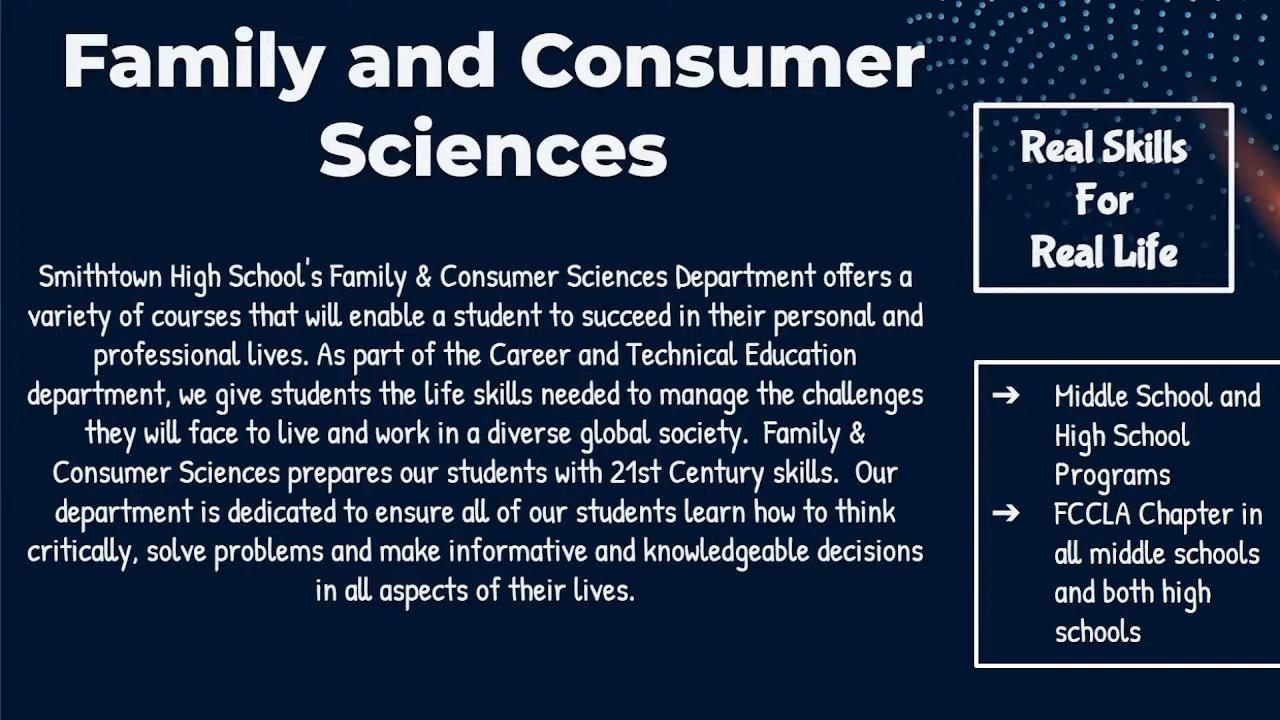 Family and Consumer
Sciences
Real Skills
For
Real Life
Smithtown High School's Family & Consumer Sciences Department offers a
variety of courses that will enable a student to succeed in their personal and
professional lives. As part of the Career and Technical Education
department, we give students the life skills needed to manage the challenges
they will face to live and work in a diverse global society.  Family &
Consumer Sciences prepares our students with 21st Century skills.  Our
department is dedicated to ensure all of our students learn how to think
critically, solve problems and make informative and knowledgeable decisions
in all aspects of their lives.
➔ Middle School and
High School
Programs
➔ FCCLA Chapter in
all middle schools
and both high
schools